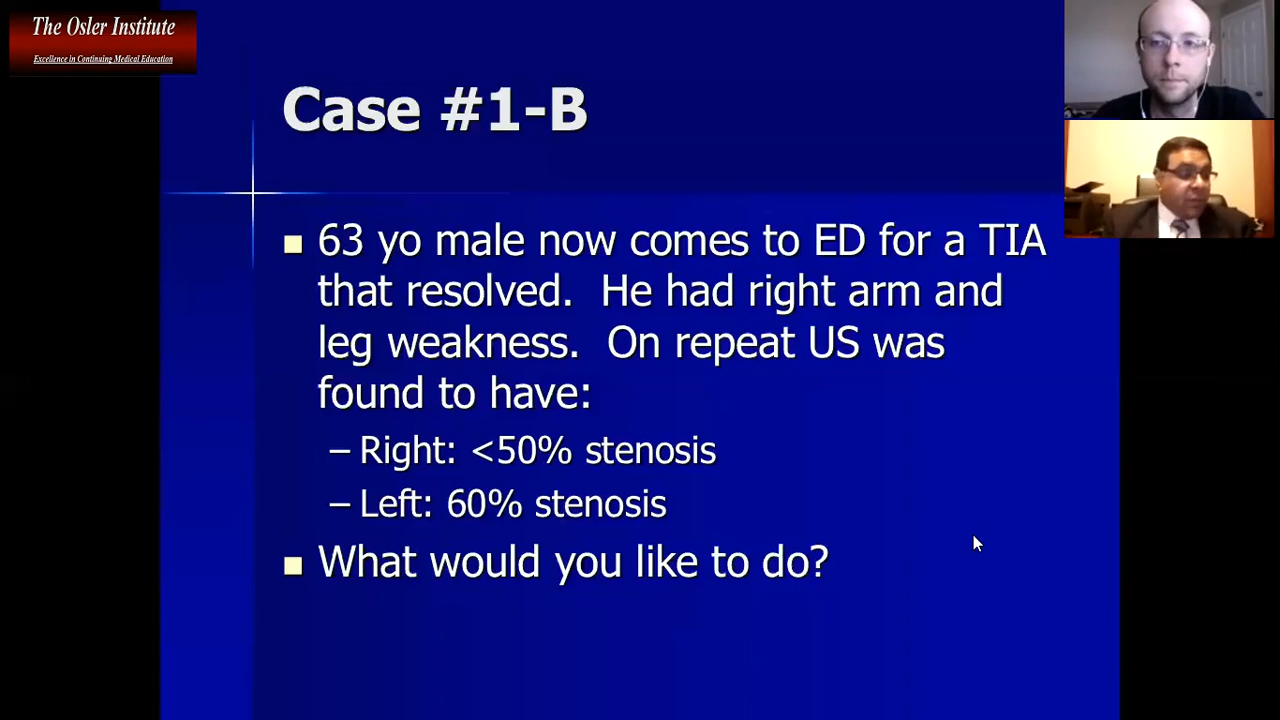 The Osler Institute
Excellence in Continuing Medical Education
Case #1-B
■ 63 yo male now comes to ED for a TIA
that resolved. He had right arm and
leg weakness. On repeat US was
found to have:
– Right: <50% stenosis
– Left: 60% stenosis
■ What would you like to do?